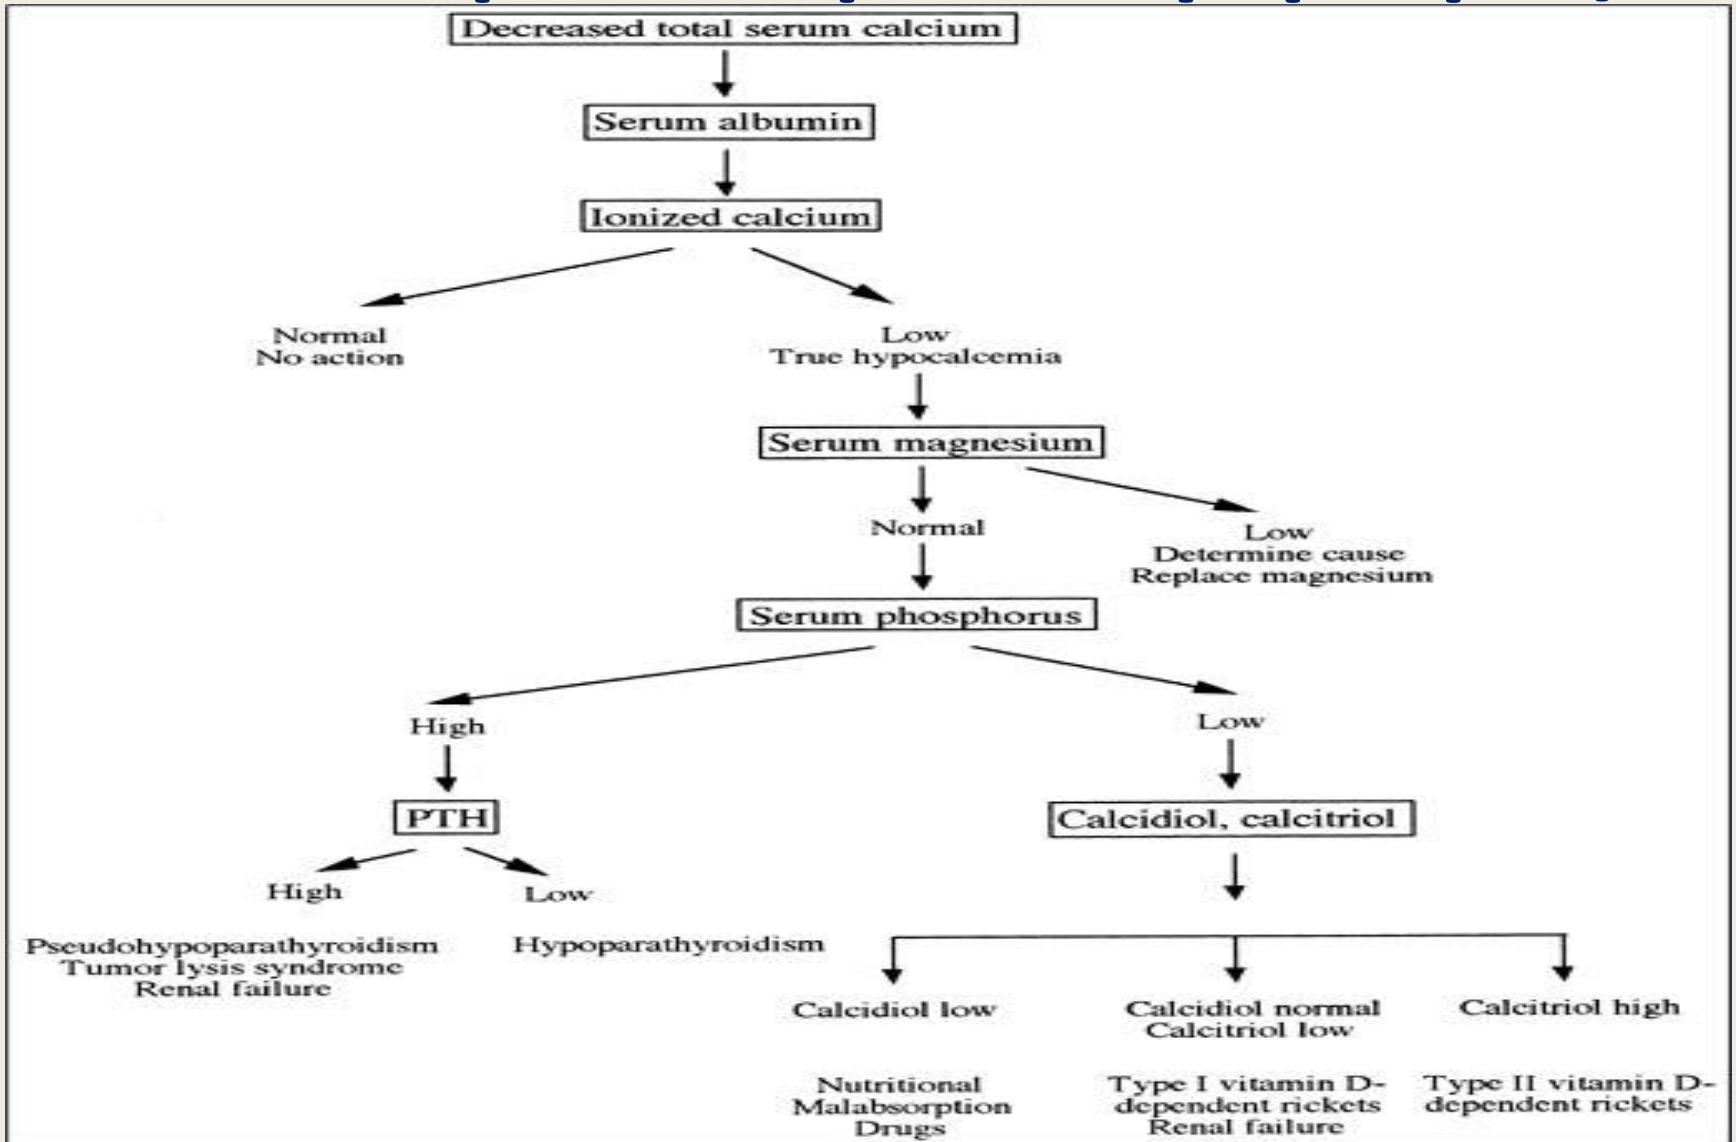 Decreased total serum calcium
Serum albumin
Ionized calcium
Normal
No action
Low
True hypocalcemia
Serum magnesium
Normal
Low
Determine cause
Replace magnesium
Serum phosphorus
High
Low
PTH
Calcidiol, calcitriol
High
Low
Pseudohypoparathyroidism
Tumor lysis syndrome
Renal failure
Hypoparathyroidism
Calcidiol low
Calcidiol normal
Calcitriol low
Calcitriol high
Nutritional
Malabsorption
Drugs
Type I vitamin D-
dependent rickets
Renal failure
Type II vitamin D-
dependent rickets